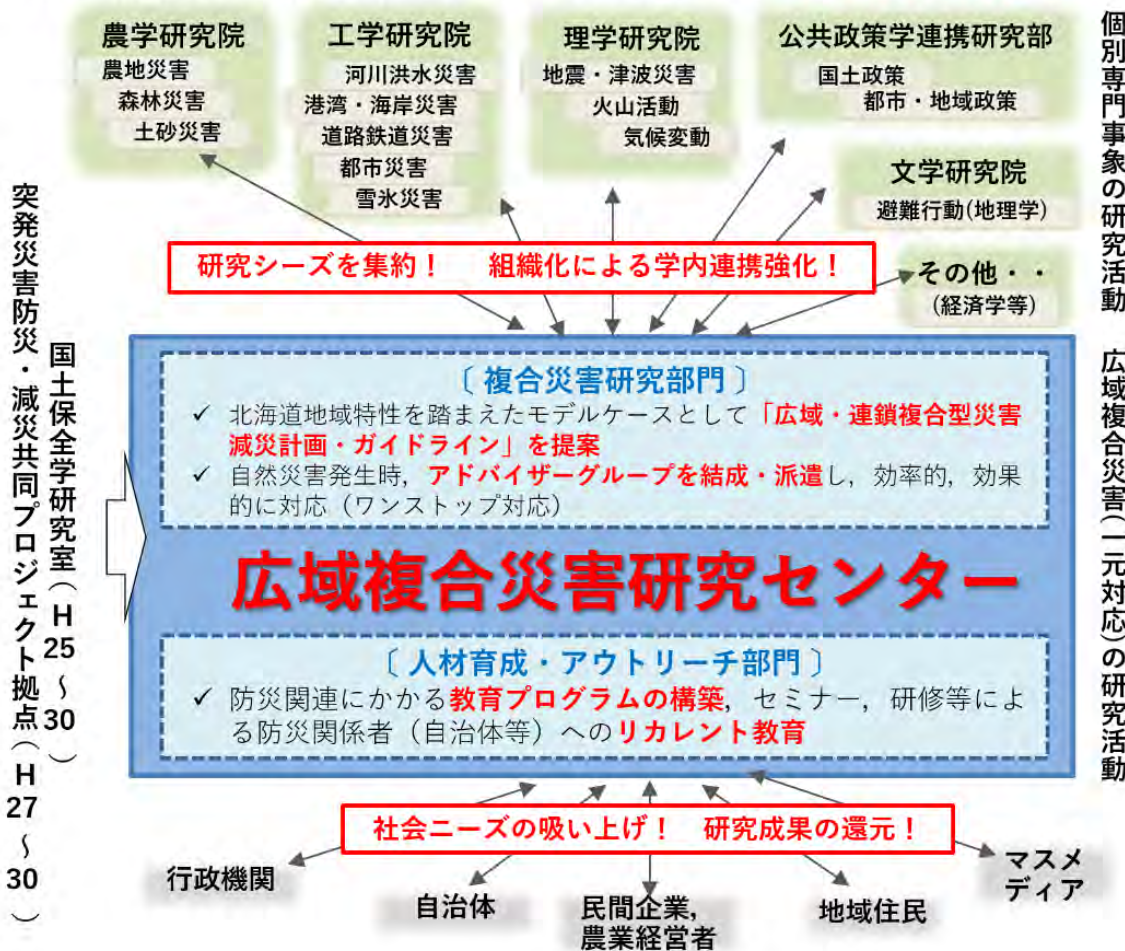 農学研究院
農地災害
森林災害
土砂災害
工学研究院
河川洪水災害
港湾・海岸災害
道路鉄道災害
都市災害
雪氷災害
理学研究院
地震・津波災害
火山活動
気候変動
公共政策学連携研究部
国土政策
都市・地域政策
文学研究院
避難行動(地理学)
その他・・
(経済学等)
個別専門事象の研究活動
広域複合災害(一元対応)の研究活動
研究シーズを集約！　組織化による学内連携強化！
突発災害防災・減災共同プロジェクト拠点（H27～30）
国土保全学研究室（H25～30）
〔 複合災害研究部門 〕
✓ 北海道地域特性を踏まえたモデルケースとして「広域・連鎖複合型災害
減災計画・ガイドライン」を提案
✓ 自然災害発生時，アドバイザーグループを結成・派遣し，効率的，効果
的に対応（ワンストップ対応）
広域複合災害研究センター
〔 人材育成・アウトリーチ部門 〕
✓ 防災関連にかかる教育プログラムの構築，セミナー，研修等によ
る防災関係者（自治体等）へのリカレント教育
社会ニーズの吸い上げ！　研究成果の還元！
行政機関
自治体
民間企業,
農業経営者
地域住民
マスメ
ディア